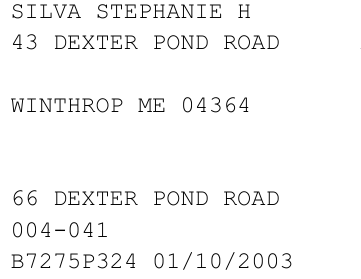 SILVA STEPHANIE H
43 DEXTER POND ROAD
WINTHROP ME 04364
66 DEXTER POND ROAD
004-041
B7275P324 01/10/2003